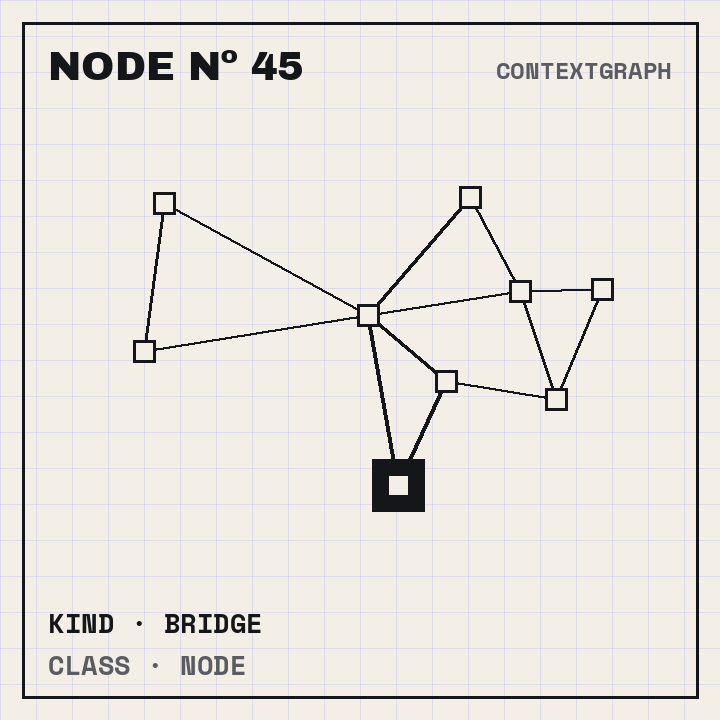 NODE Nº 45
CONTEXTGRAPH
KIND · BRIDGE
CLASS · NODE